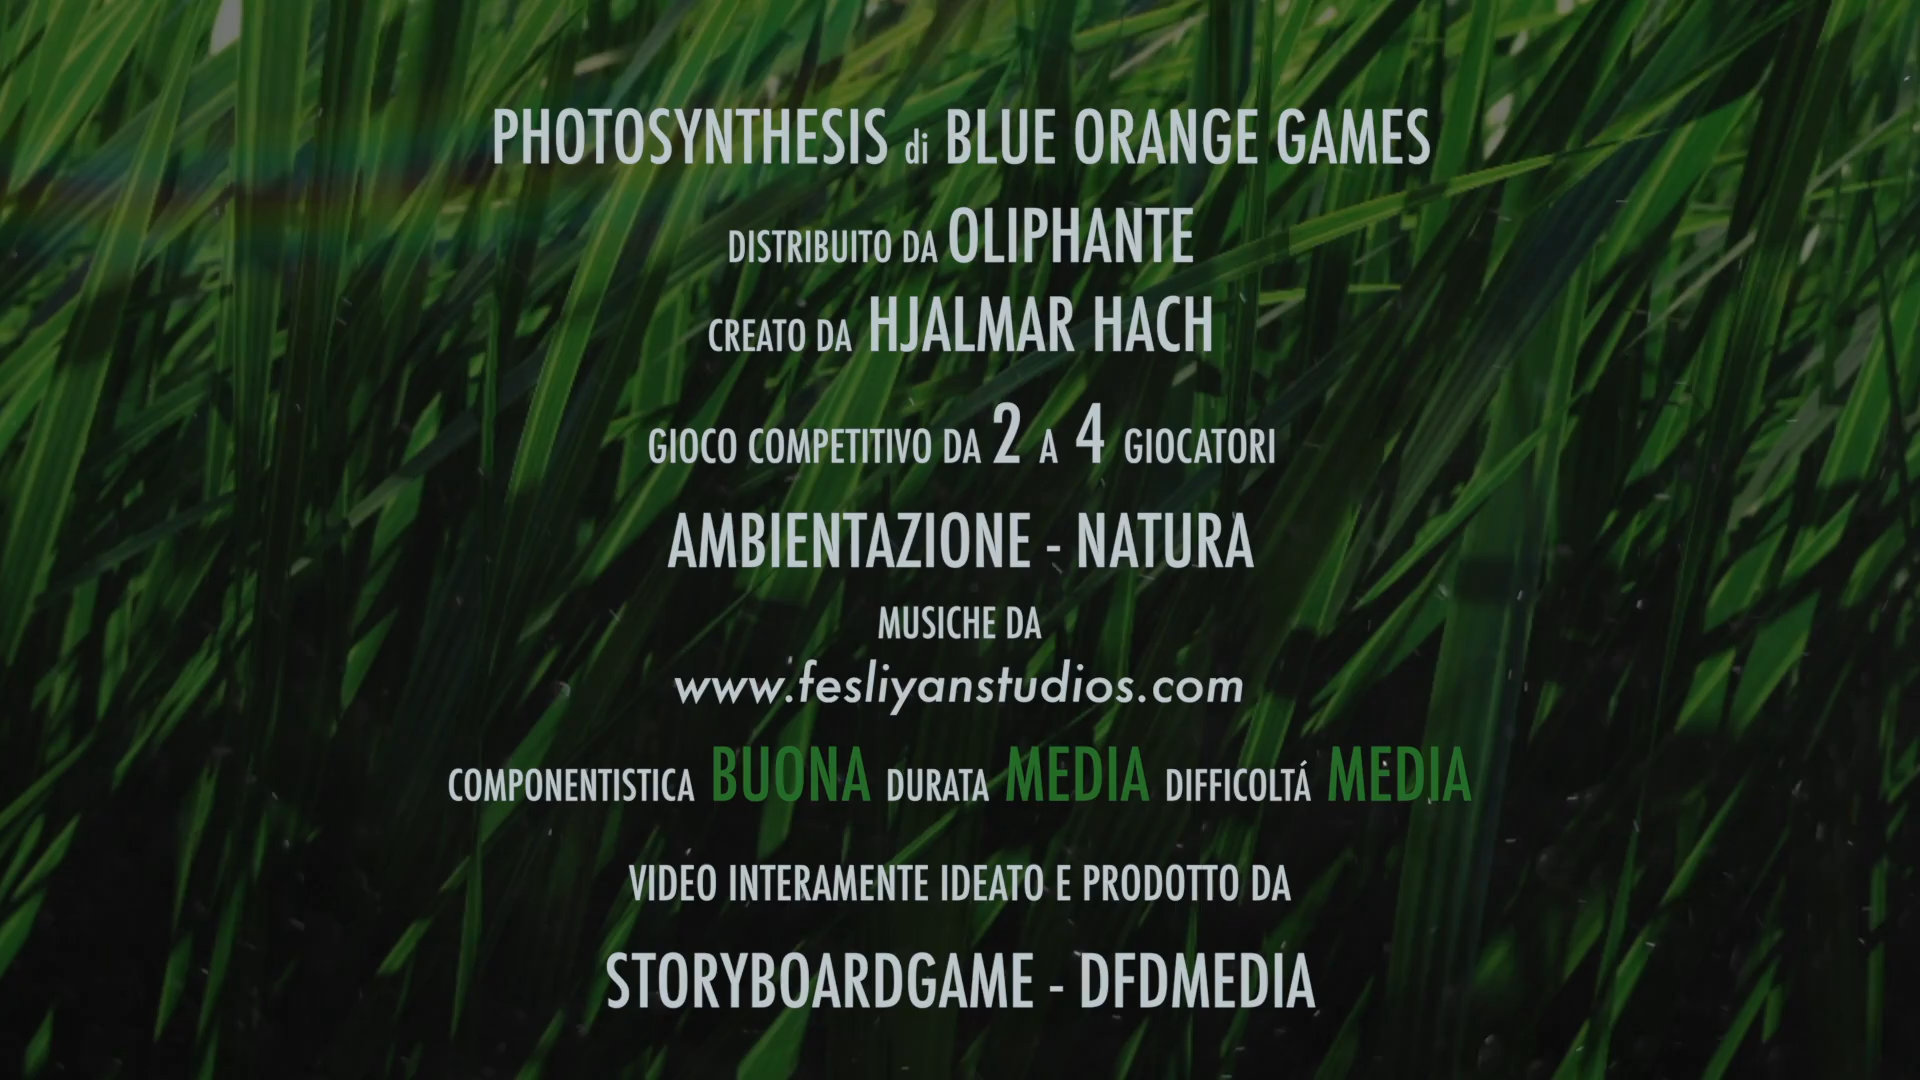 PHOTOSYNTHESIS di BLUE ORANGE GAMES
DISTRIBUITO DA OLIPHANTE
CREATO DA HJALMAR HACH
GIOCO COMPETITIVO DA 2 A 4 GIOCATORI
AMBIENTAZIONE - NATURA
MUSICHE DA
www.fesliyanstudios.com
COMPONENTISTICA BUONA DURATA MEDIA DIFFICOLTÁ MEDIA
VIDEO INTERAMENTE IDEATO E PRODOTTO DA
STORYBOARDGAME - DFDMEDIA